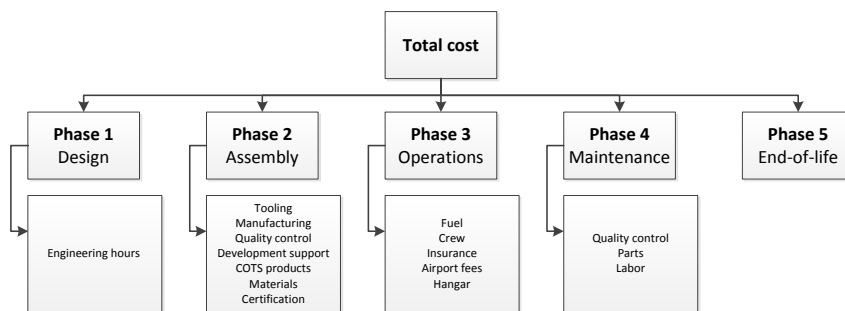 Total cost
Phase 1
Design
Phase 2
Assembly
Phase 3
Operations
Phase 4
Maintenance
Phase 5
End-of-life
Engineering hours
Tooling
Manufacturing
Quality control
Development support
COTS products
Materials
Certification
Fuel
Crew
Insurance
Airport fees
Hangar
Quality control
Parts
Labor